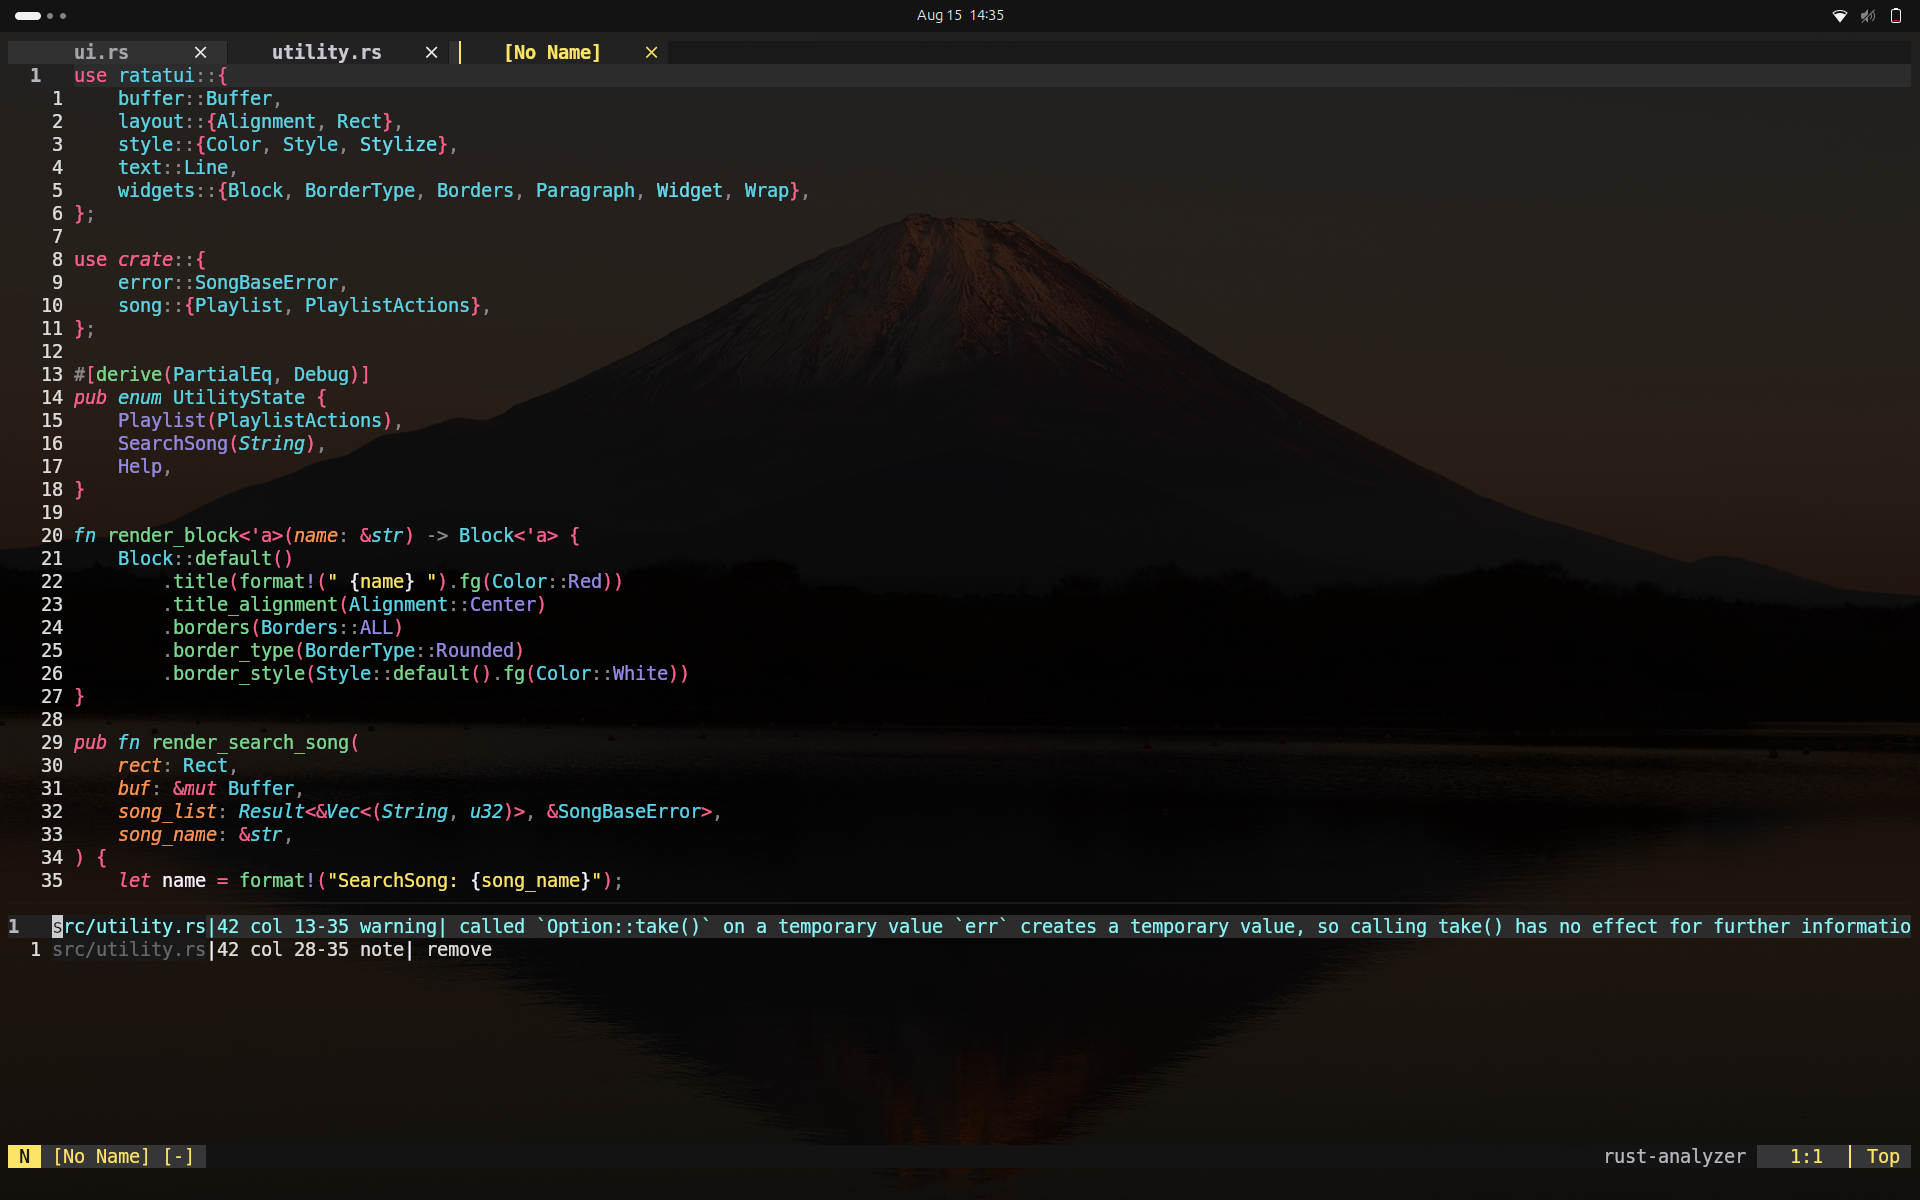 Aug 15 14:35
ui.rs × utility.rs × [No Name] ×
1 use ratatui::{
1 buffer::Buffer,
2 layout::{Alignment, Rect},
3 style::{Color, Style, Stylize},
4 text::Line,
5 widgets::{Block, BorderType, Borders, Paragraph, Widget, Wrap},
6 };
7
8 use crate::{
9 error::SongBaseError,
10 song::{Playlist, PlaylistActions},
11 };
12
13 #[derive(PartialEq, Debug)]
14 pub enum UtilityState {
15 Playlist(PlaylistActions),
16 SearchSong(String),
17 Help,
18 }
19
20 fn render_block<'a>(name: &str) -> Block<'a> {
21 Block::default()
22 .title(format!(" {name} ").fg(Color::Red))
23 .title_alignment(Alignment::Center)
24 .borders(Borders::ALL)
25 .border_type(BorderType::Rounded)
26 .border_style(Style::default().fg(Color::White))
27 }
28
29 pub fn render_search_song(
30 rect: Rect,
31 buf: &mut Buffer,
32 song_list: Result<&Vec<(String, u32)>, &SongBaseError>,
33 song_name: &str,
34 ) {
35 let name = format!("SearchSong: {song_name}");
1 src/utility.rs|42 col 13-35 warning| called `Option::take()` on a temporary value `err` creates a temporary value, so calling take() has no effect for further informatio
1 src/utility.rs|42 col 28-35 note| remove
N [No Name] [-] rust-analyzer 1:1 Top